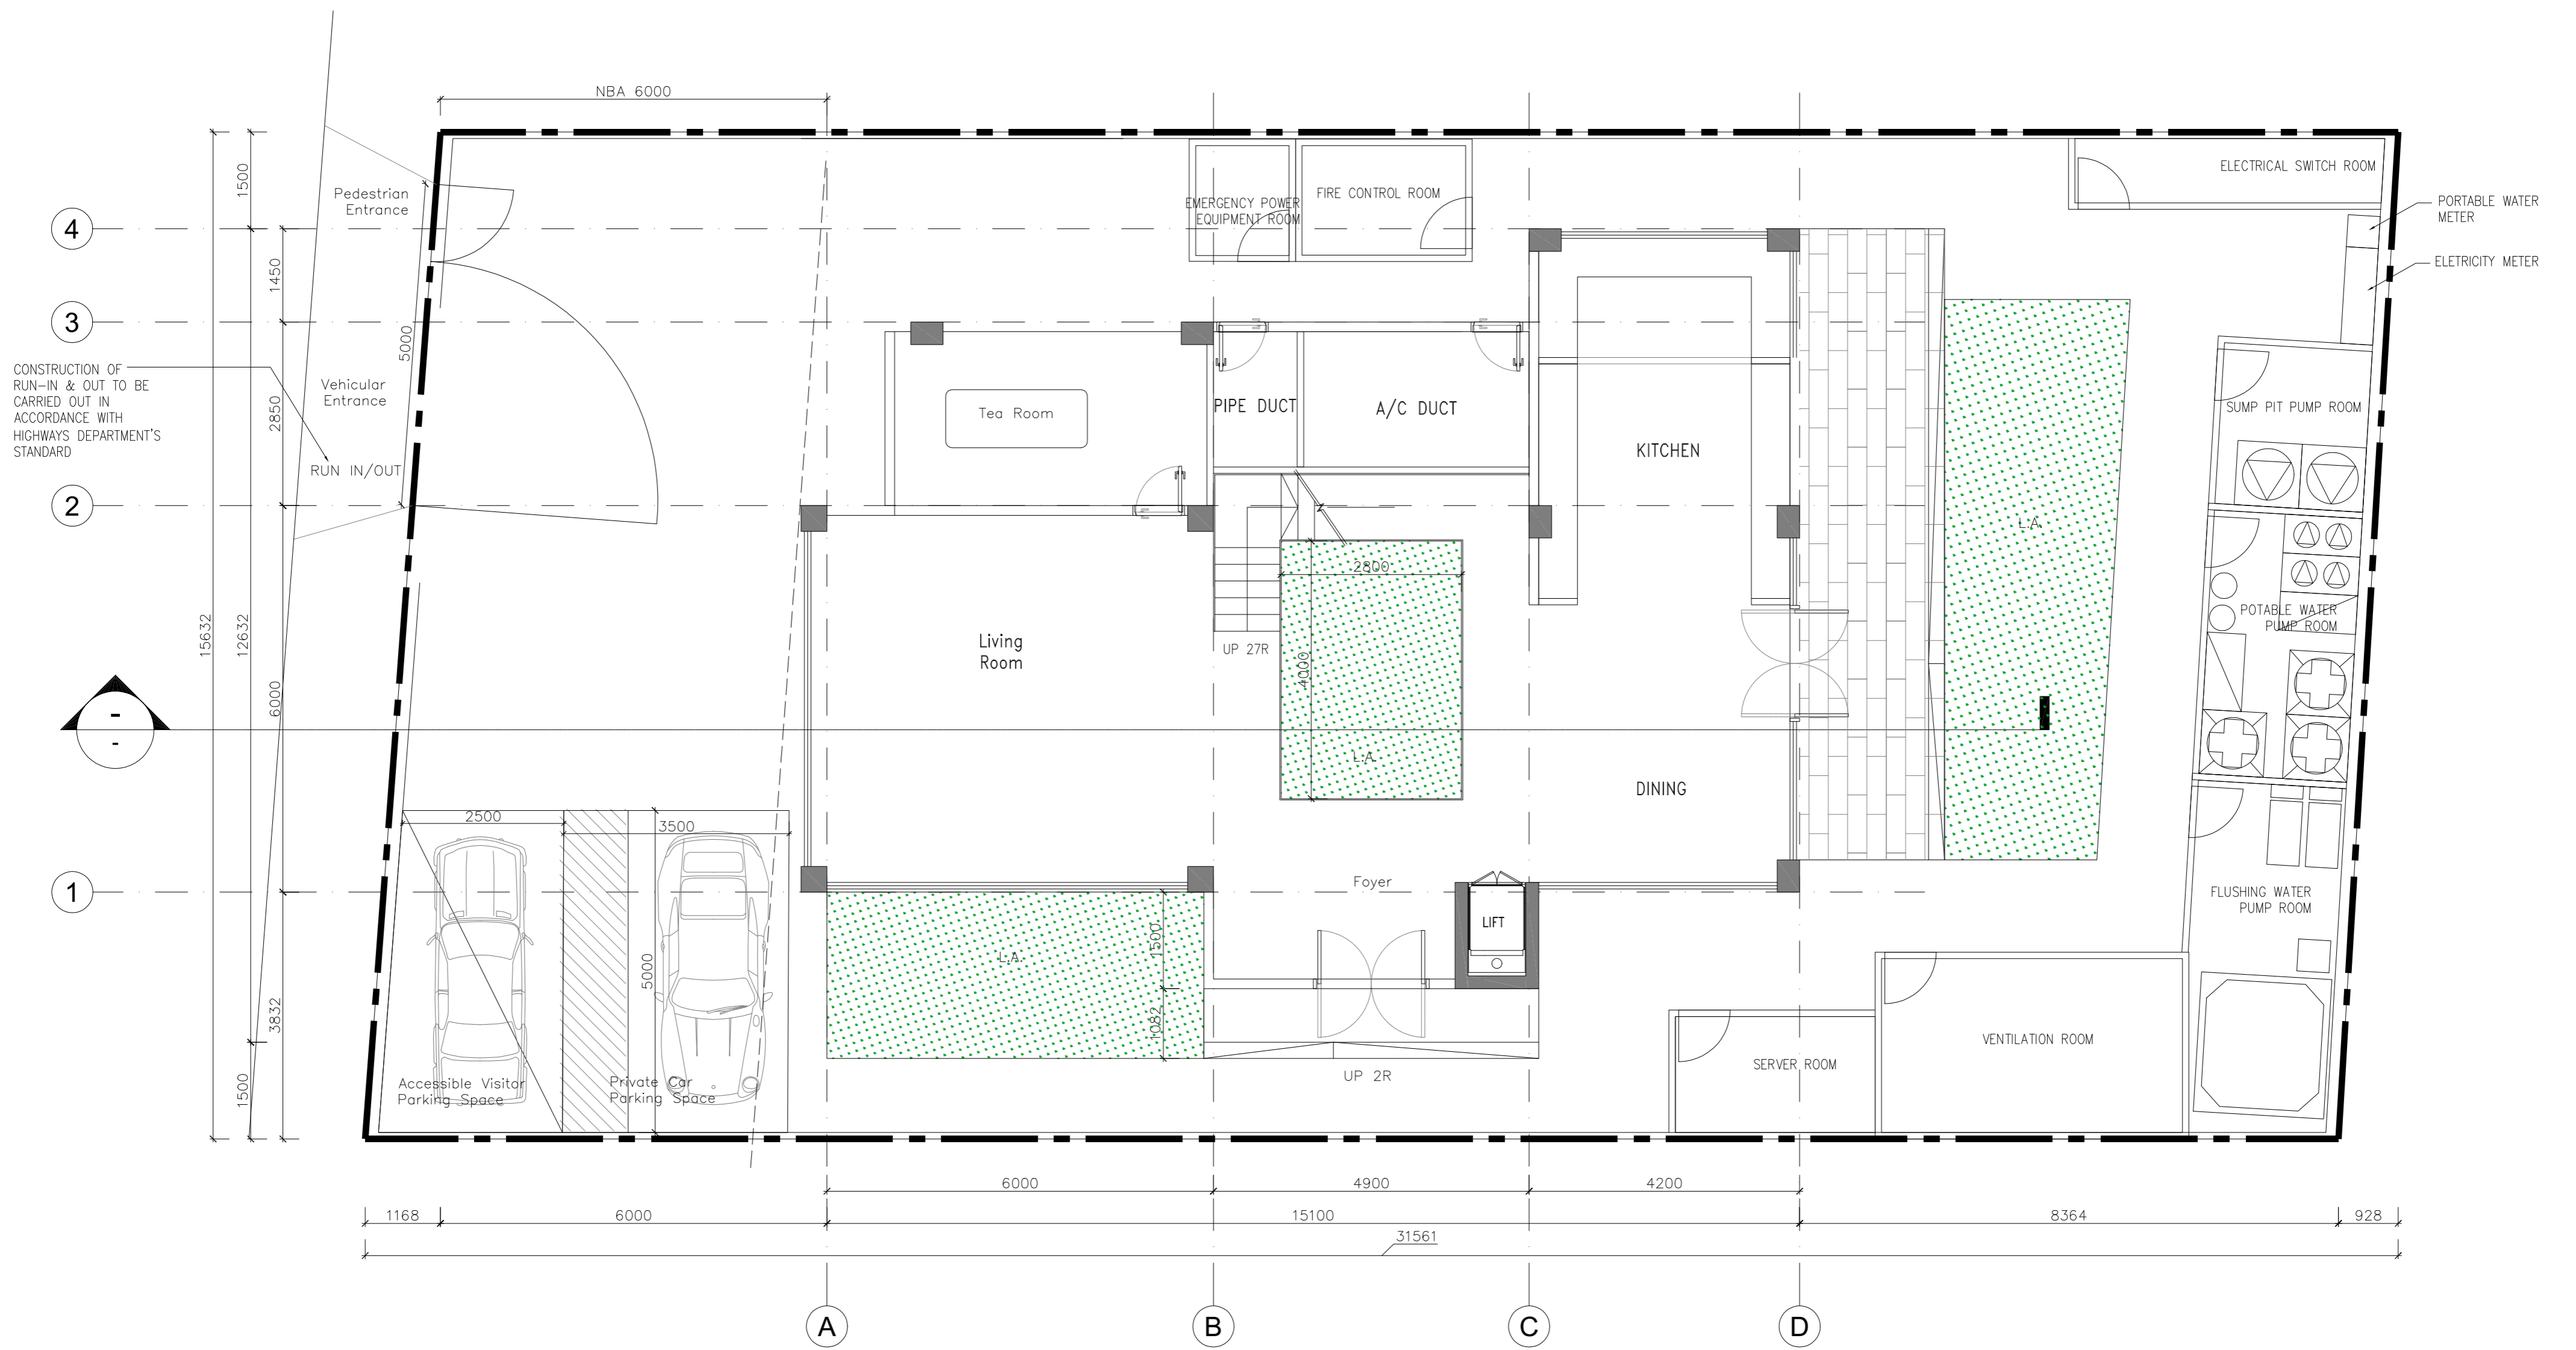 NBA 6000
Pedestrian
Entrance
EMERGENCY POWER
EQUIPMENT ROOM
FIRE CONTROL ROOM
ELECTRICAL SWITCH ROOM
PORTABLE WATER
METER
ELETRICITY METER
4
3
2
1
1500
1450
5000
2850
15632
12632
6000
3832
1500
CONSTRUCTION OF
RUN-IN & OUT TO BE
CARRIED OUT IN
ACCORDANCE WITH
HIGHWAYS DEPARTMENT'S
STANDARD
Vehicular
Entrance
RUN IN/OUT
Tea Room
PIPE DUCT
A/C DUCT
KITCHEN
SUMP PIT PUMP ROOM
L.A.
2800
4000
L.A.
Living
Room
UP 27R
POTABLE WATER
PUMP ROOM
DINING
-
-
2500
3500
5000
Foyer
LIFT
FLUSHING WATER
PUMP ROOM
L.A.
1500
1082
VENTILATION ROOM
SERVER ROOM
Accessible Visitor
Parking Space
Private Car
Parking Space
UP 2R
6000
4900
4200
1168
6000
15100
8364
928
31561
A
B
C
D